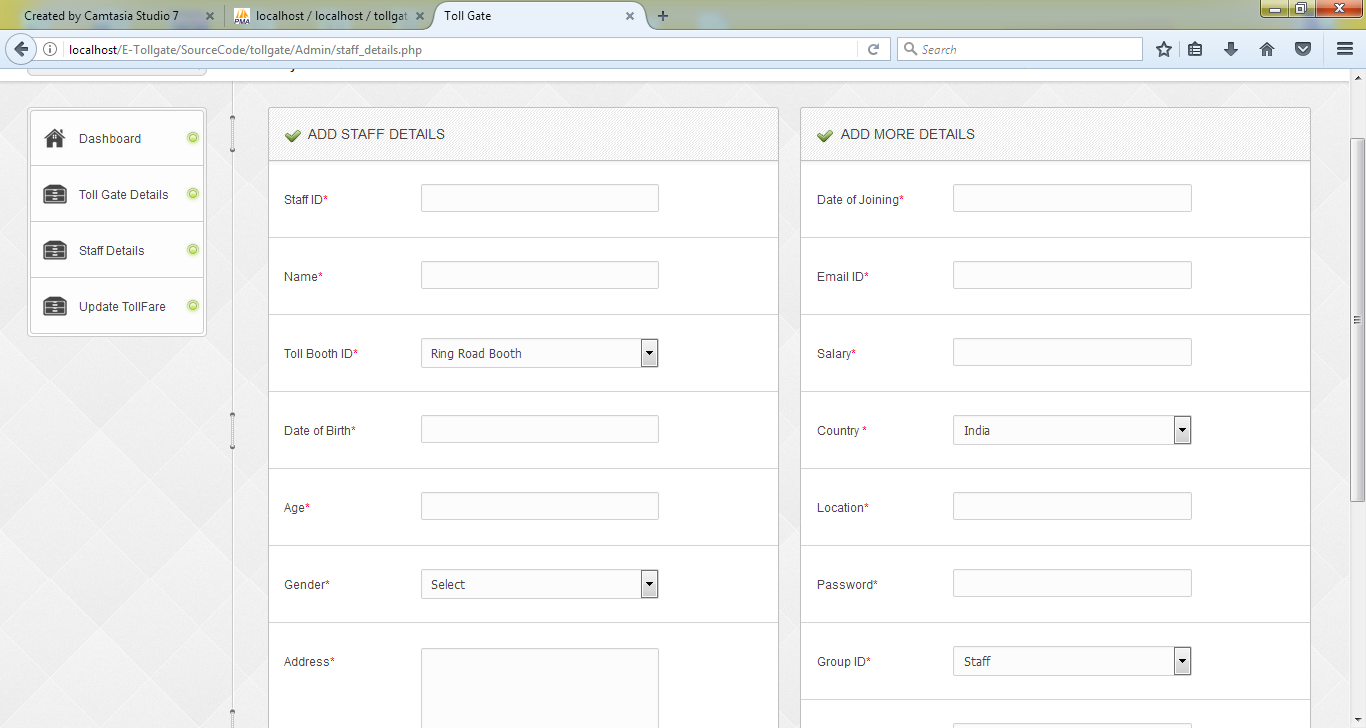 Created by Camtasia Studio 7
localhost / localhost / tollgat
Toll Gate
localhost/E-Tollgate/SourceCode/tollgate/Admin/staff_details.php
Search
Dashboard
Toll Gate Details
Staff Details
Update TollFare
ADD STAFF DETAILS
Staff ID*
Name*
Toll Booth ID*
Ring Road Booth
Date of Birth*
Age*
Gender*
Select
Address*
ADD MORE DETAILS
Date of Joining*
Email ID*
Salary*
Country *
India
Location*
Password*
Group ID*
Staff